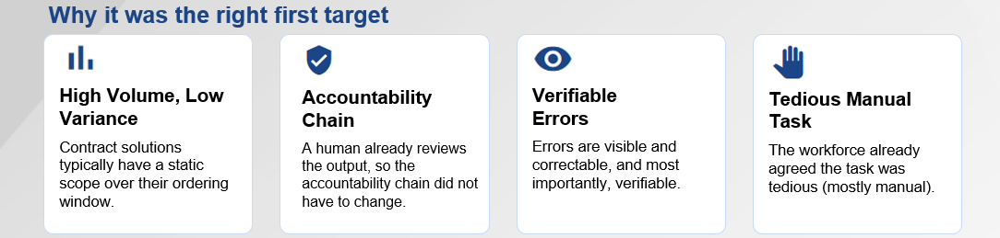 Why it was the right first target
High Volume, Low
Variance
Contract solutions
typically have a static
scope over their ordering
window.
Accountability
Chain
A human already reviews
the output, so the
accountability chain did not
have to change.
Verifiable
Errors
Errors are visible and
correctable, and most
importantly, verifiable.
Tedious Manual
Task
The workforce already
agreed the task was
tedious (mostly manual).